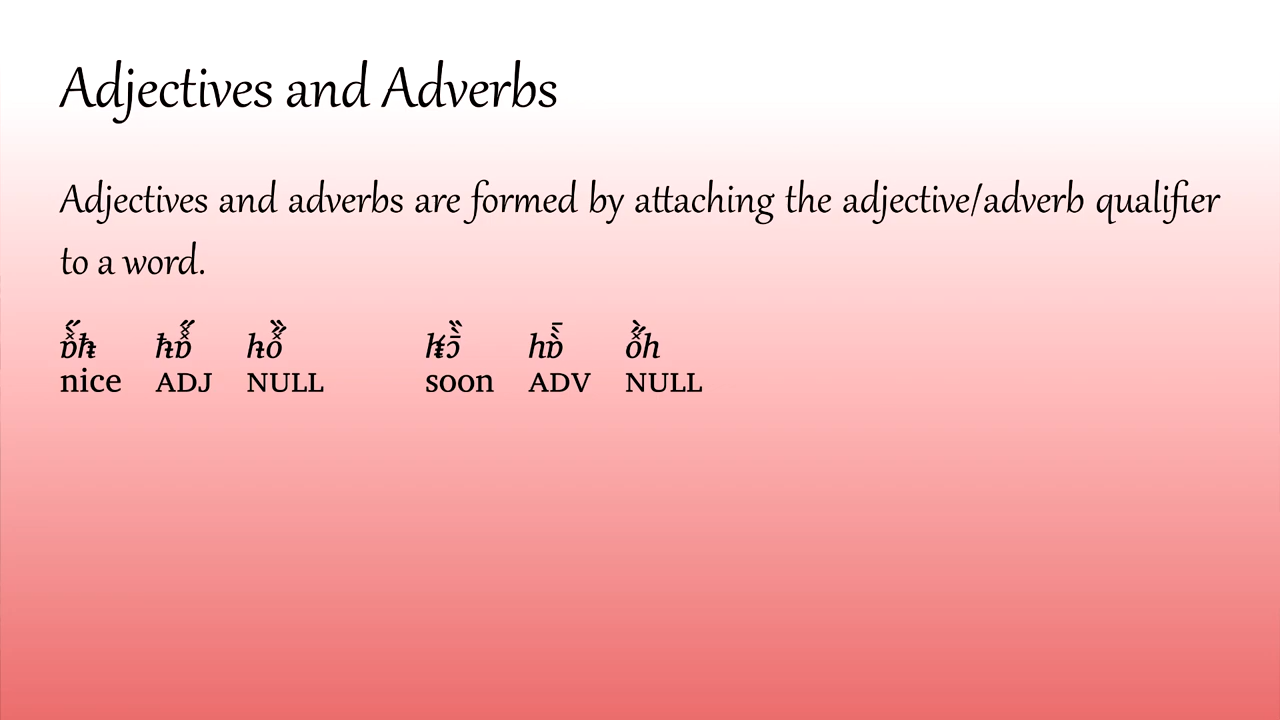 Adjectives and Adverbs
Adjectives and adverbs are formed by attaching the adjective/adverb qualifier
to a word.
nice ADJ NULL soon ADV NULL